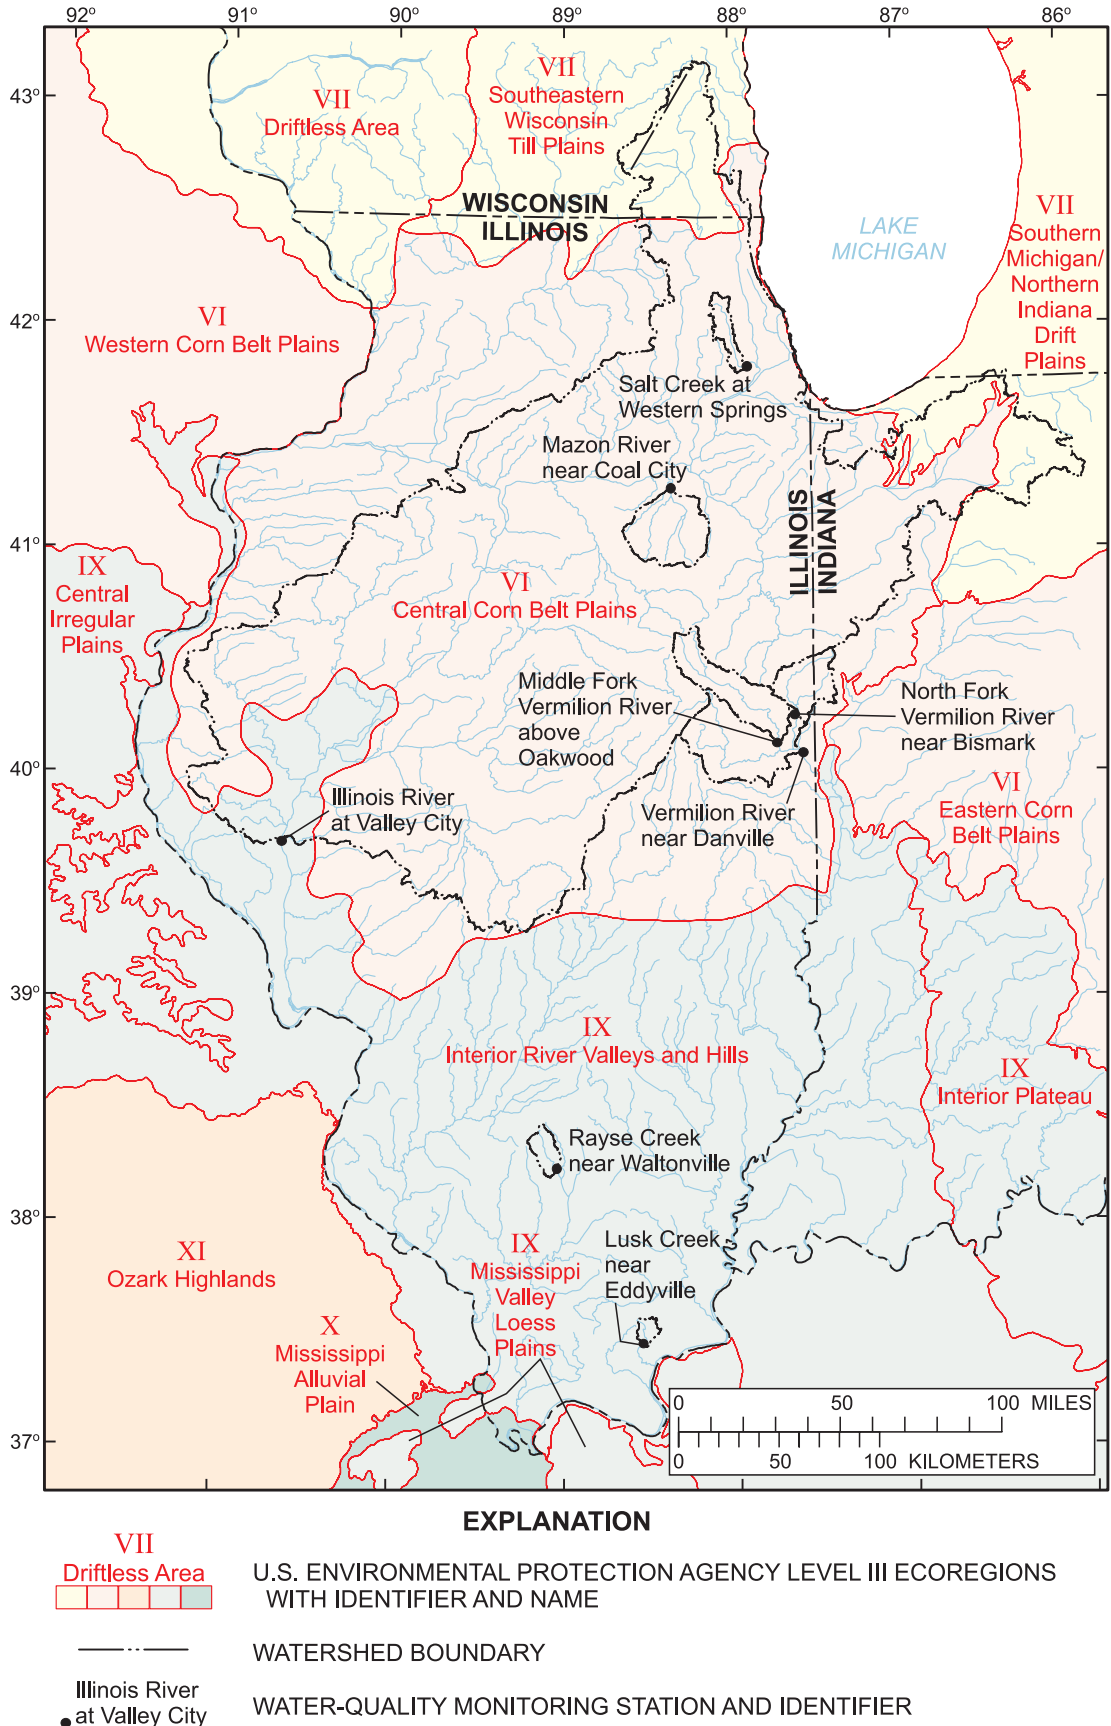 92° 91° 90° 89° 88° 87° 86°
43°
42°
41°
40°
39°
38°
37°
VII
Driftless Area
VII
Southeastern
Wisconsin
Till Plains
WISCONSIN
ILLINOIS
LAKE
MICHIGAN
VII
Southern
Michigan/
Northern
Indiana
Drift
Plains
VI
Western Corn Belt Plains
Salt Creek at
Western Springs
Mazon River
near Coal City
ILLINOIS
INDIANA
IX
Central
Irregular
Plains
VI
Central Corn Belt Plains
Middle Fork
Vermilion River
above
Oakwood
North Fork
Vermilion River
near Bismark
Illinois River
at Valley City
Vermilion River
near Danville
VI
Eastern Corn
Belt Plains
IX
Interior River Valleys and Hills
IX
Interior Plateau
Rayse Creek
near Waltonville
XI
Ozark Highlands
IX
Mississippi
Valley
Loess
Plains
Lusk Creek
near
Eddyville
X
Mississippi
Alluvial
Plain
0 50 100 MILES
0 50 100 KILOMETERS
EXPLANATION
VII
Driftless Area
U.S. ENVIRONMENTAL PROTECTION AGENCY LEVEL III ECOREGIONS
WITH IDENTIFIER AND NAME
WATERSHED BOUNDARY
Illinois River
at Valley City
WATER-QUALITY MONITORING STATION AND IDENTIFIER